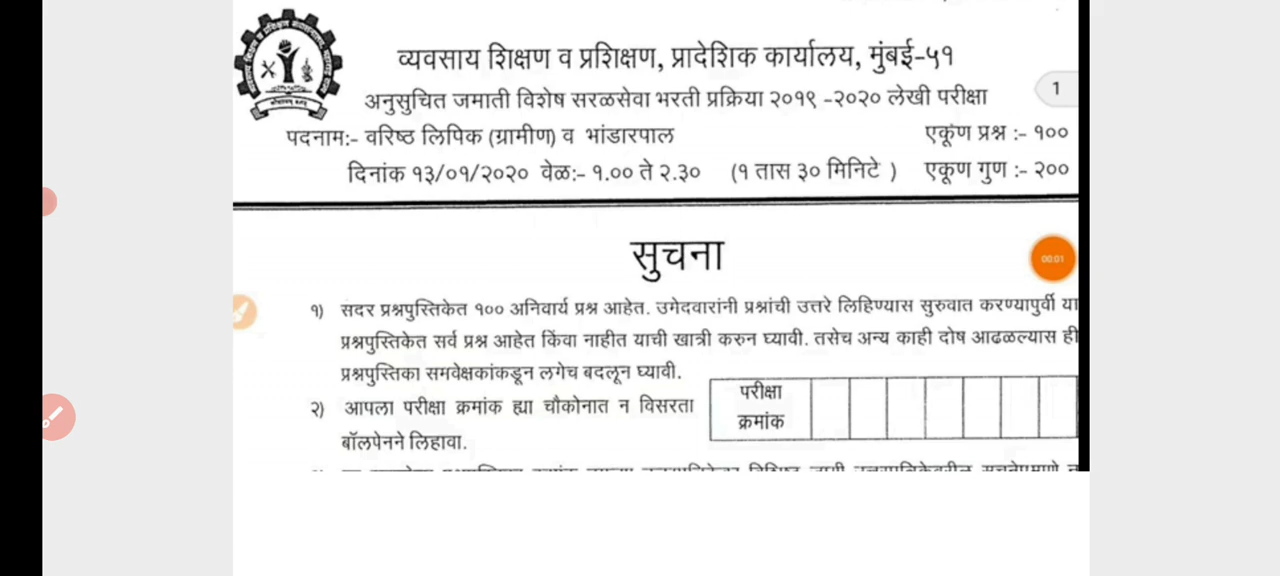 व्यवसाय शिक्षण व प्रशिक्षण, प्रादेशिक कार्यालय, मुंबई-५१
1
अनुसुचित जमाती विशेष सरळसेवा भरती प्रक्रिया २०१९ -२०२० लेखी परीक्षा
पदनाम:- वरिष्ठ लिपिक (ग्रामीण) व भांडारपाल एकूंण प्रश्न :- १००
दिनांक १३/०१/२०२० वेळ:- १.०० ते २.३० (१ तास ३० मिनिटे ) एकूण गुण :- २००
सुचना
00:01
१) सदर प्रश्नपुस्तिकेत १०० अनिवार्य प्रश्न आहेत. उमेदवारांनी प्रश्नांची उत्तरे लिहिण्यास सुरुवात करण्यापुर्वी या
प्रश्नपुस्तिकेत सर्व प्रश्न आहेत किंवा नाहीत याची खात्री करुन घ्यावी. तसेच अन्य काही दोष आढळल्यास ही
प्रश्नपुस्तिका समवेक्षकांकडून लगेच बदलून घ्यावी.
२) आपला परीक्षा क्रमांक ह्या चौकोनात न विसरता
बॉलपेनने लिहावा.
परीक्षा
क्रमांक